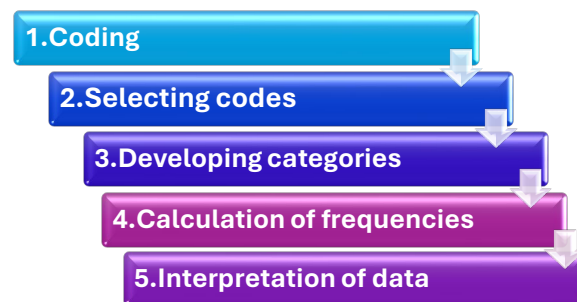 1.Coding
2.Selecting codes
3.Developing categories
4.Calculation of frequencies
5.Interpretation of data